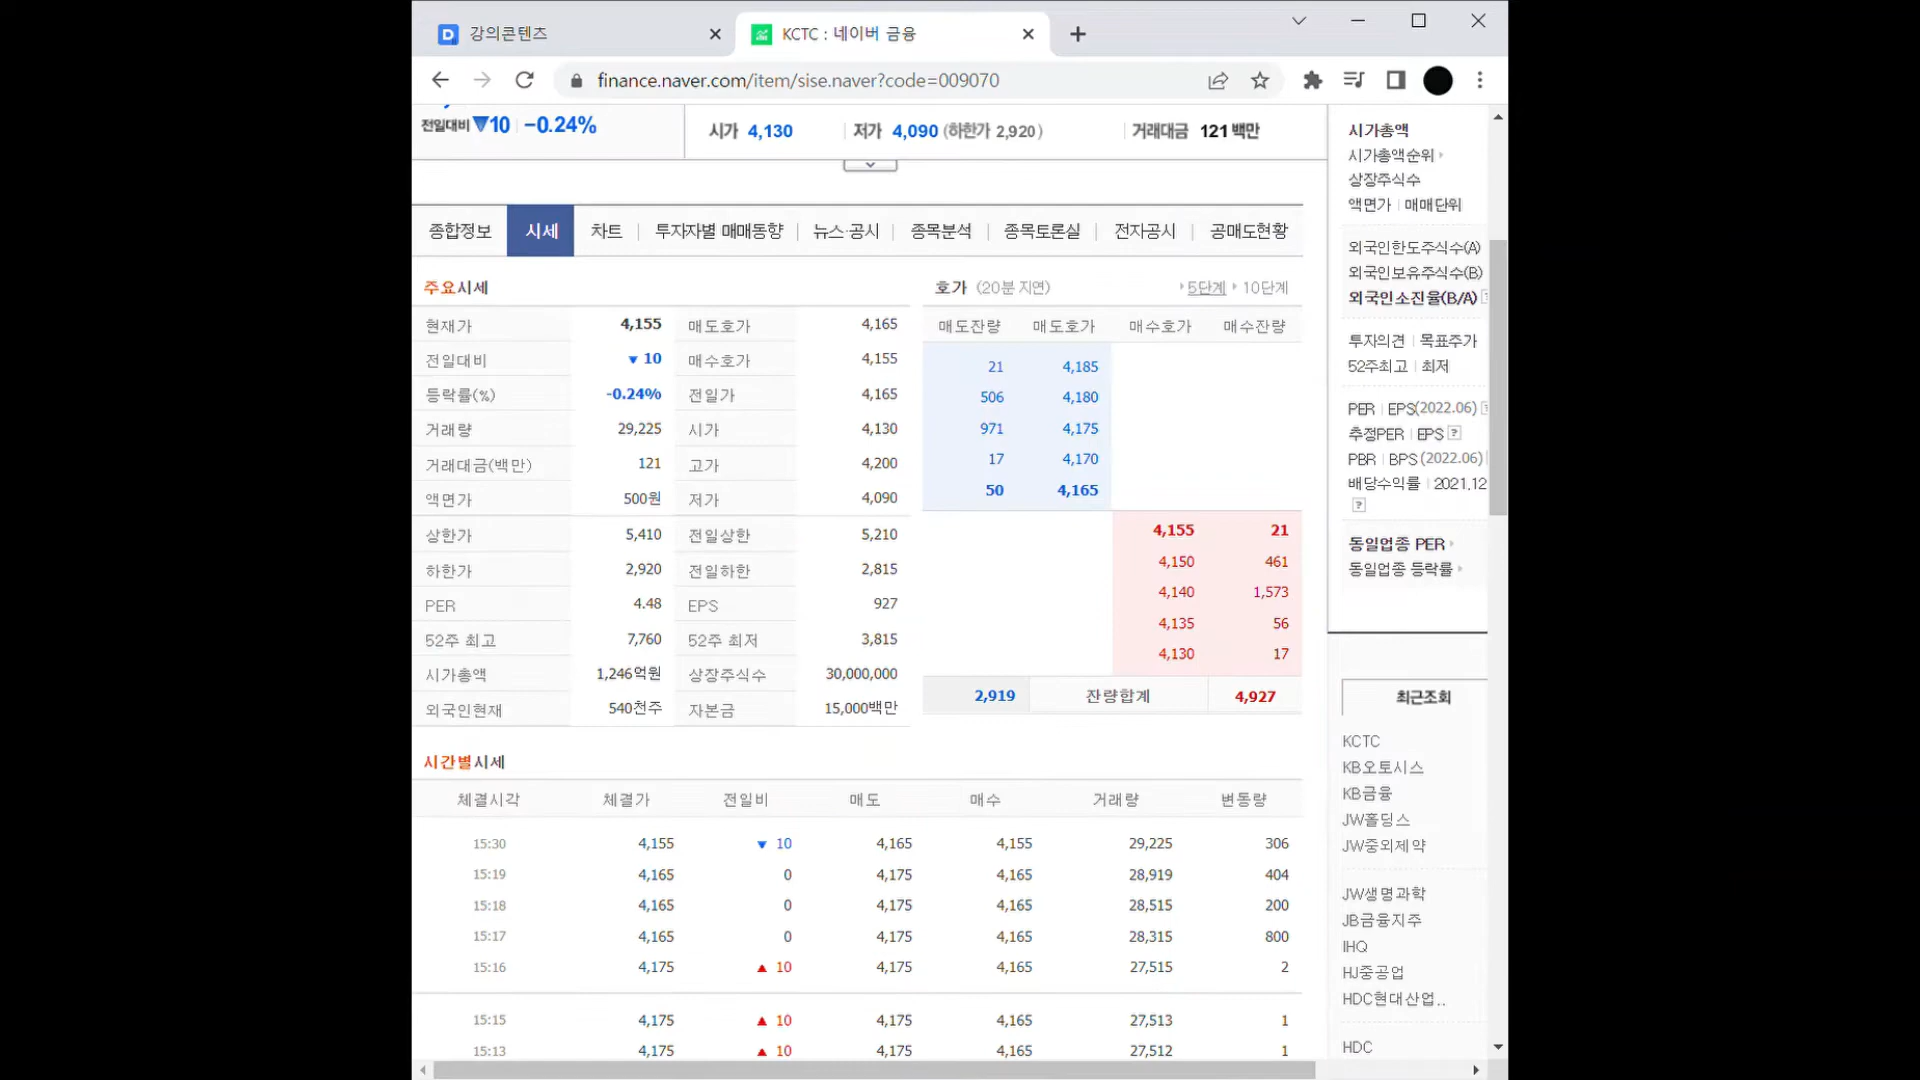 강의콘텐츠
KCTC : 네이버 금융
finance.naver.com/item/sise.naver?code=009070
전일대비 ▼10 -0.24%
시가 4,130 저가 4,090 (하한가 2,920) 거래대금 121 백만
종합정보 시세 차트 투자자별 매매동향 뉴스·공시 종목분석 종목토론실 전자공시 공매도현황
주요시세
현재가 4,155 매도호가 4,165
전일대비 ▼ 10 매수호가 4,155
등락률(%) -0.24% 전일가 4,165
거래량 29,225 시가 4,130
거래대금(백만) 121 고가 4,200
액면가 500원 저가 4,090
상한가 5,410 전일상한 5,210
하한가 2,920 전일하한 2,815
PER 4.48 EPS 927
52주 최고 7,760 52주 최저 3,815
시가총액 1,246억원 상장주식수 30,000,000
외국인현재 540천주 자본금 15,000백만
호가 (20분 지연) 5단계 10단계
매도잔량 매도호가 매수호가 매수잔량
21 4,185
506 4,180
971 4,175
17 4,170
50 4,165
4,155 21
4,150 461
4,140 1,573
4,135 56
4,130 17
2,919 잔량합계 4,927
시간별시세
체결시각 체결가 전일비 매도 매수 거래량 변동량
15:30 4,155 ▼ 10 4,165 4,155 29,225 306
15:19 4,165 0 4,175 4,165 28,919 404
15:18 4,165 0 4,175 4,165 28,515 200
15:17 4,165 0 4,175 4,165 28,315 800
15:16 4,175 ▲ 10 4,175 4,165 27,515 2
15:15 4,175 ▲ 10 4,175 4,165 27,513 1
15:13 4,175 ▲ 10 4,175 4,165 27,512 1
시가총액
시가총액순위
상장주식수
액면가 | 매매단위
외국인한도주식수(A)
외국인보유주식수(B)
외국인소진율(B/A) ?
투자의견 | 목표주가
52주최고 | 최저
PER | EPS(2022.06) ?
추정PER | EPS ?
PBR | BPS (2022.06)
배당수익률 | 2021.12
?
동일업종 PER
동일업종 등락률
최근조회
KCTC
KB오토시스
KB금융
JW홀딩스
JW중외제약
JW생명과학
JB금융지주
IHQ
HJ중공업
HDC현대산업..
HDC